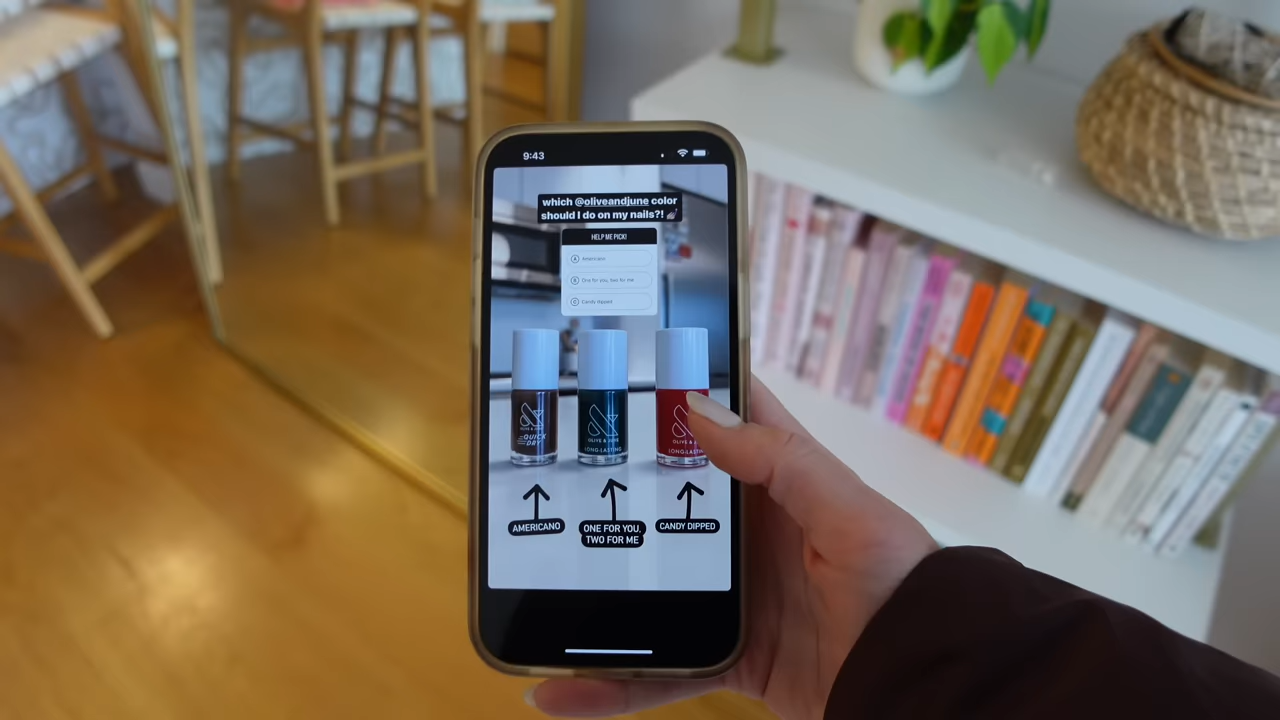 9:43
which @oliveandjune color
should I do on my nails?! 💅🏻
HELP ME PICK!
A Americano
B One for you, two for me
C Candy dipped
OLIVE & JUNE
QUICK
DRY
OLIVE & JUNE
LONG-LASTING
OLIVE & J
LONG-LASTING
AMERICANO
ONE FOR YOU,
TWO FOR ME
CANDY DIPPED